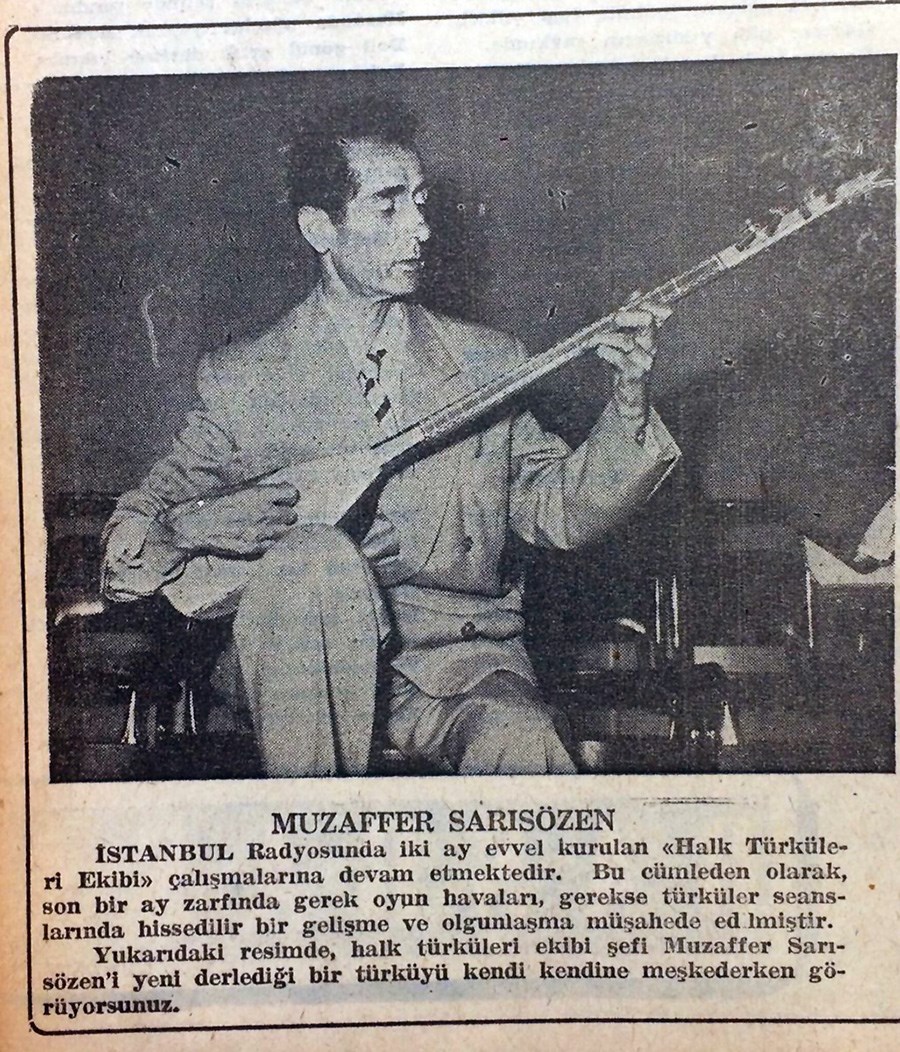 MUZAFFER SARISÖZEN
İSTANBUL Radyosunda iki ay evvel kurulan «Halk Türküle-
ri Ekibi» çalışmalarına devam etmektedir. Bu cümleden olarak,
son bir ay zarfında gerek oyun havaları, gerekse türküler seans-
larında hissedilir bir gelişme ve olgunlaşma müşahede ed lmiştir.
Yukarıdaki resimde, halk türküleri ekibi şefi Muzaffer Sarı-
sözen'i yeni derlediği bir türküyü kendi kendine meşkederken gö-
rüyorsunuz.